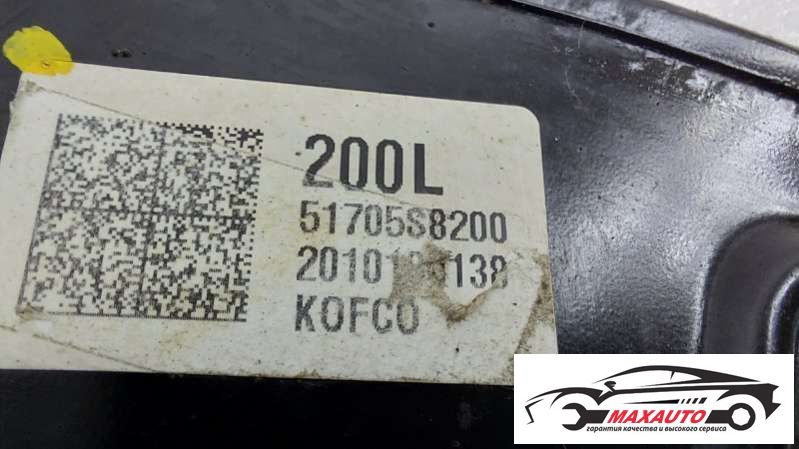 200L
51705S8200
KOFCO
MAXAUTO
гарантия качества и высокого сервиса